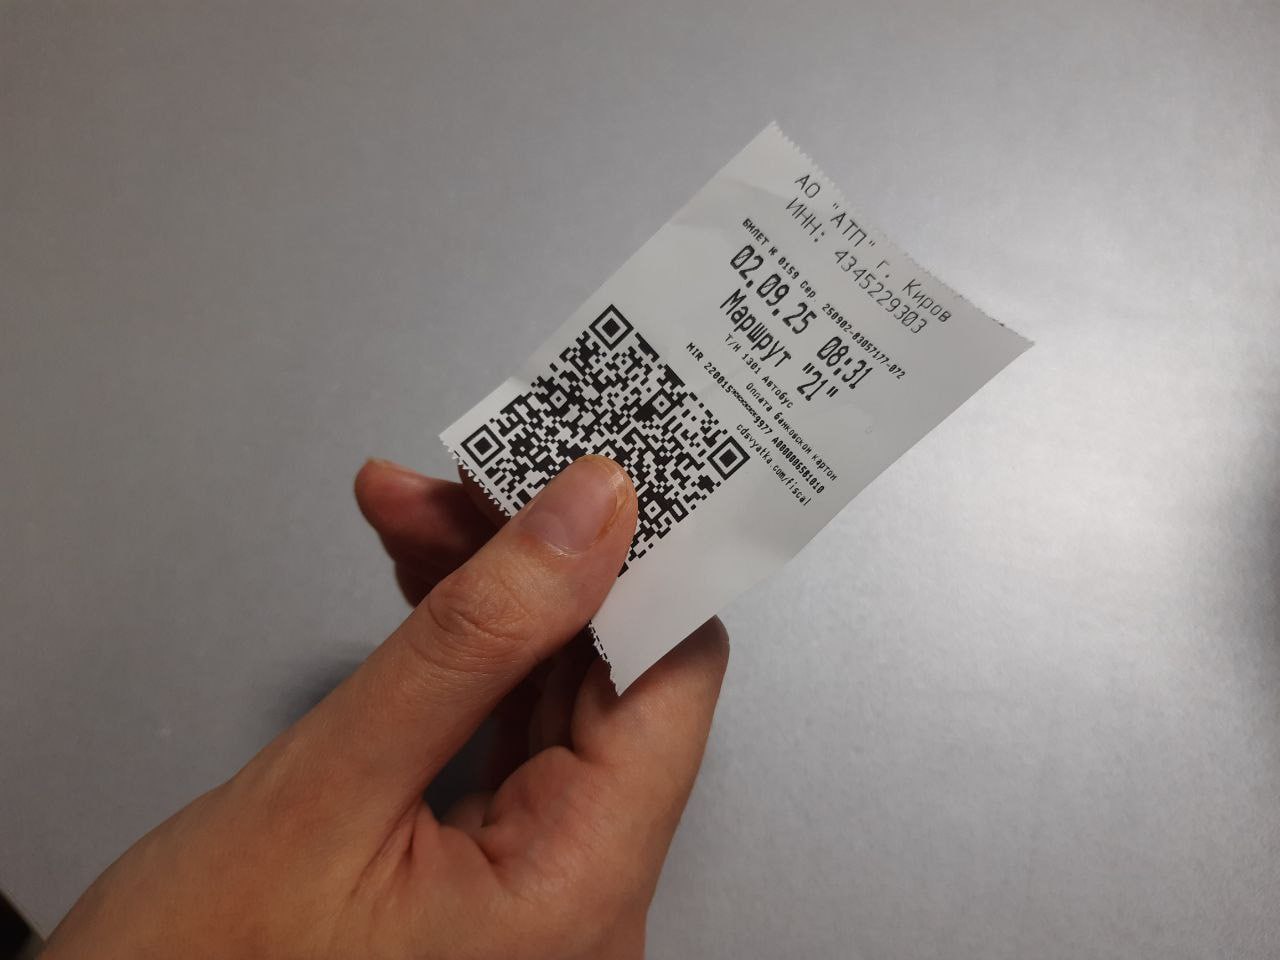 АО "АТП" г. Киров
ИНН: 4345229303
БИЛЕТ № 0159 Сер. 250902-03057177-072
02.09.25 08:31
Маршрут "21"
Т/Н 1301 Автобус
Оплата банковской картой
MIR 220015*******9977 A0000006581010
cdsvyatka.com/fiscal